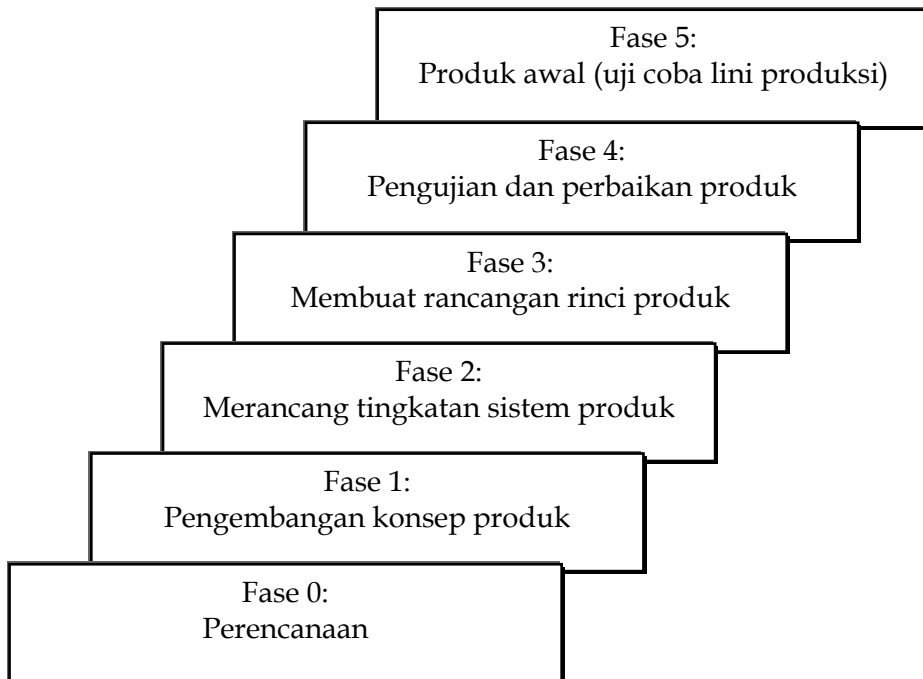 Fase 5:
Produk awal (uji coba lini produksi)
Fase 4:
Pengujian dan perbaikan produk
Fase 3:
Membuat rancangan rinci produk
Fase 2:
Merancang tingkatan sistem produk
Fase 1:
Pengembangan konsep produk
Fase 0:
Perencanaan